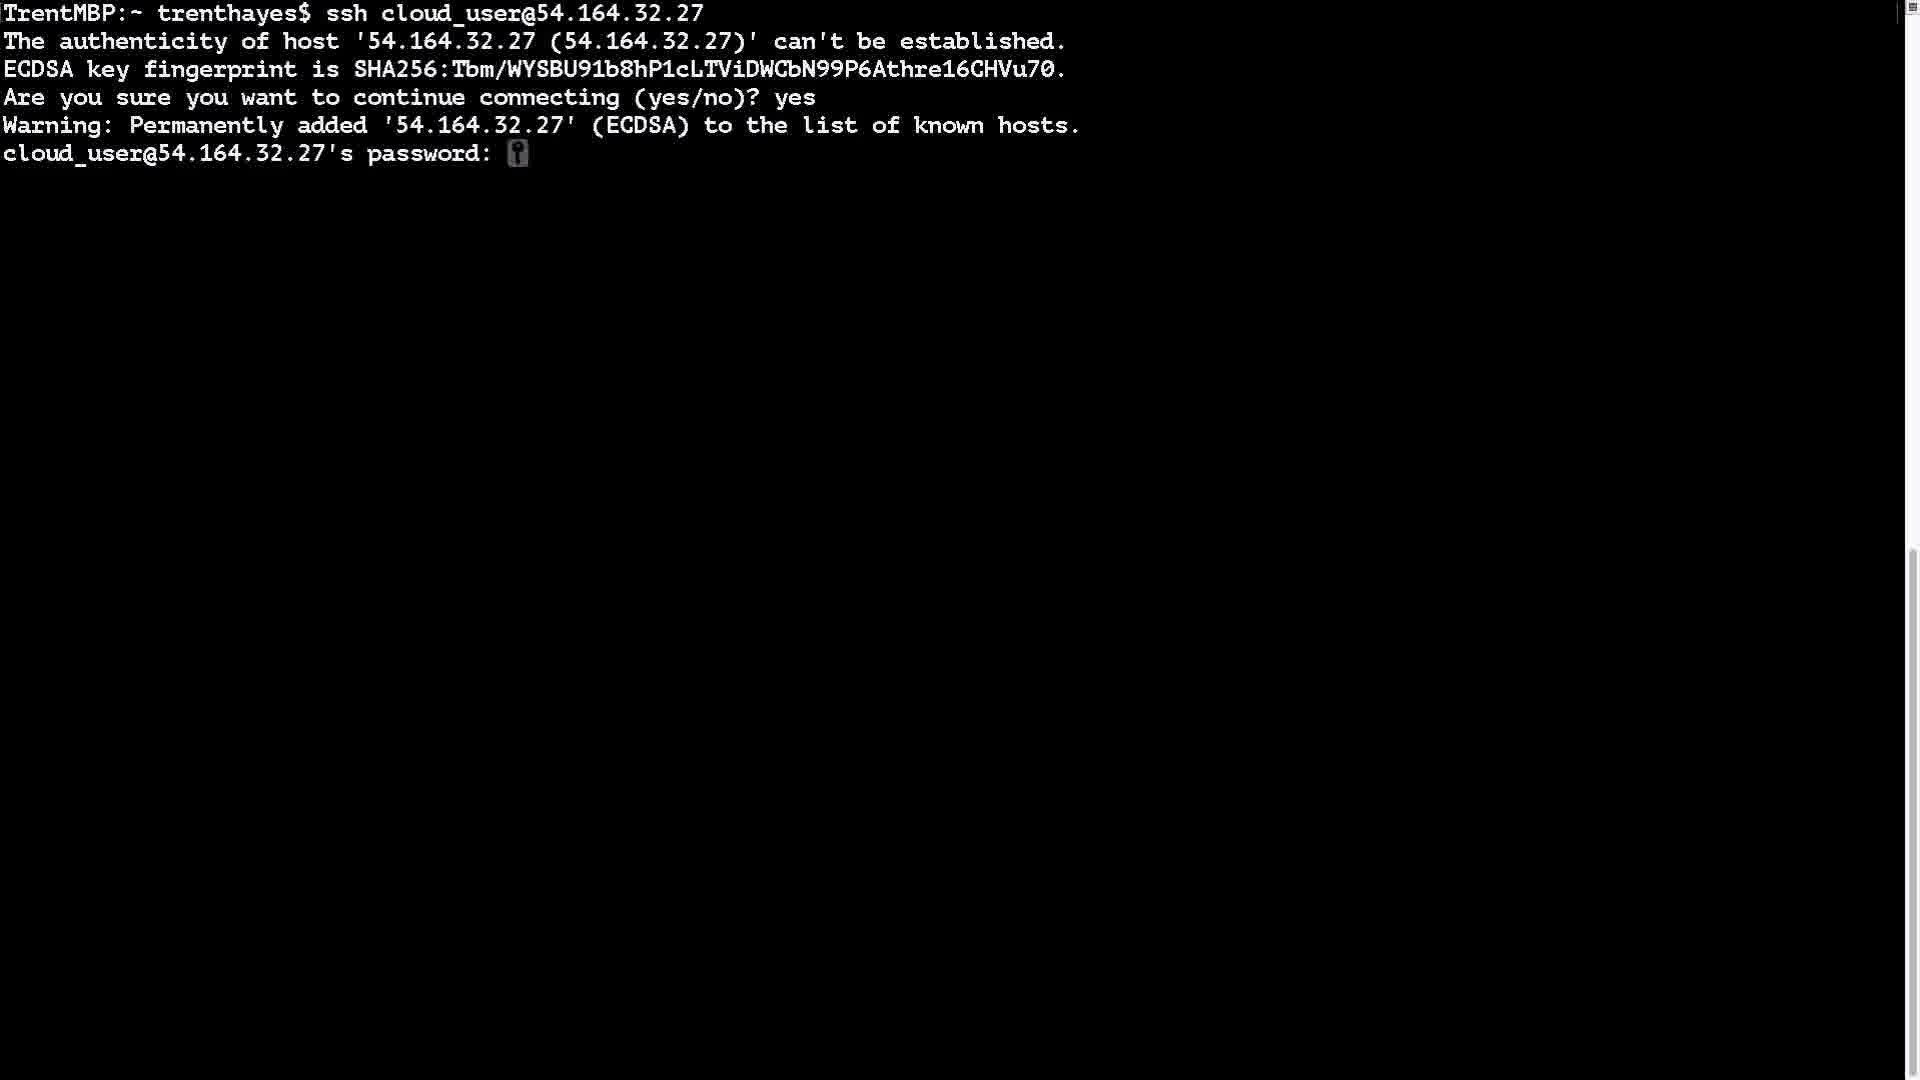 TrentMBP:~ trenthayes$ ssh cloud_user@54.164.32.27
The authenticity of host '54.164.32.27 (54.164.32.27)' can't be established.
ECDSA key fingerprint is SHA256:Tbm/WYSBU91b8hP1cLTViDWCbN99P6Athre16CHVu70.
Are you sure you want to continue connecting (yes/no)? yes
Warning: Permanently added '54.164.32.27' (ECDSA) to the list of known hosts.
cloud_user@54.164.32.27's password: